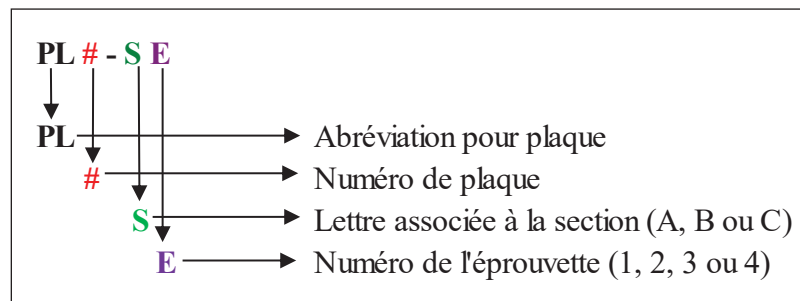 PL # - S E
PL Abréviation pour plaque
# Numéro de plaque
S Lettre associée à la section (A, B ou C)
E Numéro de l'éprouvette (1, 2, 3 ou 4)